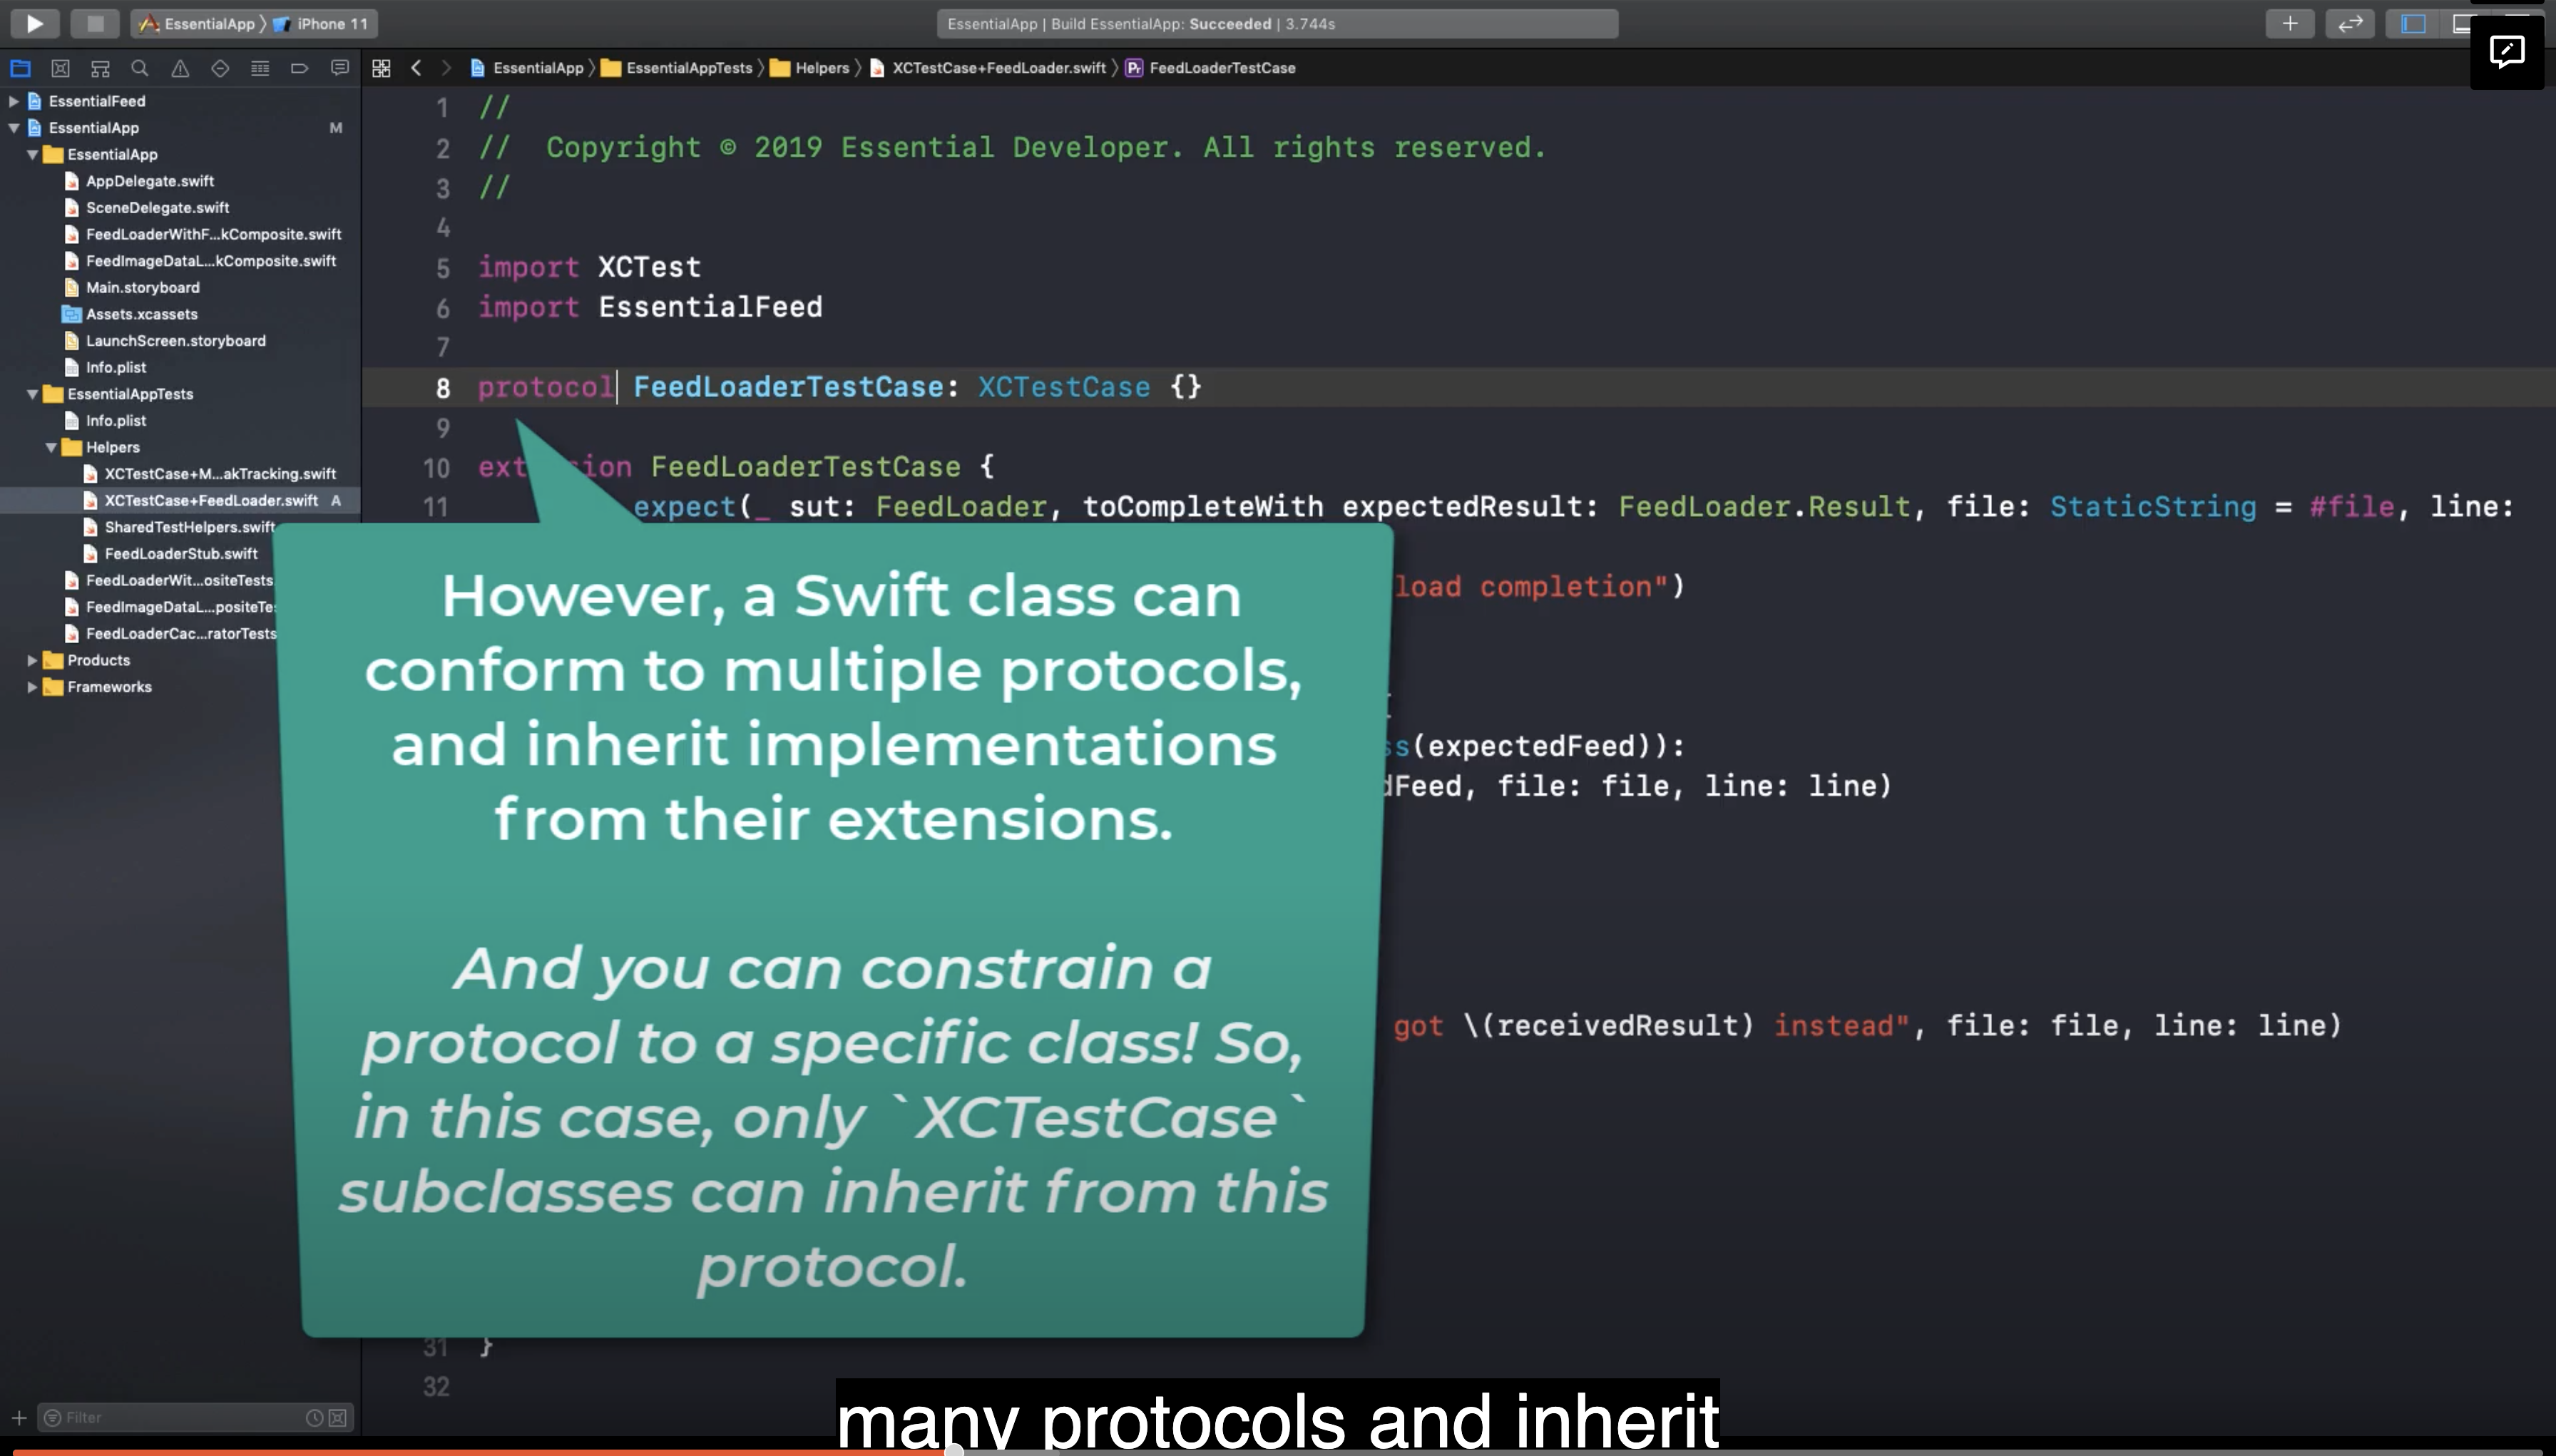 EssentialApp 〉 iPhone 11
EssentialApp | Build EssentialApp: Succeeded | 3.744s
EssentialApp 〉 EssentialAppTests 〉 Helpers 〉 XCTestCase+FeedLoader.swift 〉 Pr FeedLoaderTestCase
EssentialFeed
EssentialApp M
EssentialApp
AppDelegate.swift
SceneDelegate.swift
FeedLoaderWithF...kComposite.swift
FeedImageDataL...kComposite.swift
Main.storyboard
Assets.xcassets
LaunchScreen.storyboard
Info.plist
EssentialAppTests
Info.plist
Helpers
XCTestCase+M...akTracking.swift
XCTestCase+FeedLoader.swift A
SharedTestHelpers.swift
FeedLoaderStub.swift
FeedLoaderWit...ositeTests
FeedImageDataL...positeTe
FeedLoaderCac...ratorTests
Products
Frameworks
Filter
1 //
2 //  Copyright © 2019 Essential Developer. All rights reserved.
3 //
4
5 import XCTest
6 import EssentialFeed
7
8 protocol FeedLoaderTestCase: XCTestCase {}
9
10 ext sion FeedLoaderTestCase {
11 expect(_ sut: FeedLoader, toCompleteWith expectedResult: FeedLoader.Result, file: StaticString = #file, line:
load completion")
s(expectedFeed)):
dFeed, file: file, line: line)
got \(receivedResult) instead", file: file, line: line)
31 }
32
However, a Swift class can
conform to multiple protocols,
and inherit implementations
from their extensions.
And you can constrain a
protocol to a specific class! So,
in this case, only `XCTestCase`
subclasses can inherit from this
protocol.
many protocols and inherit